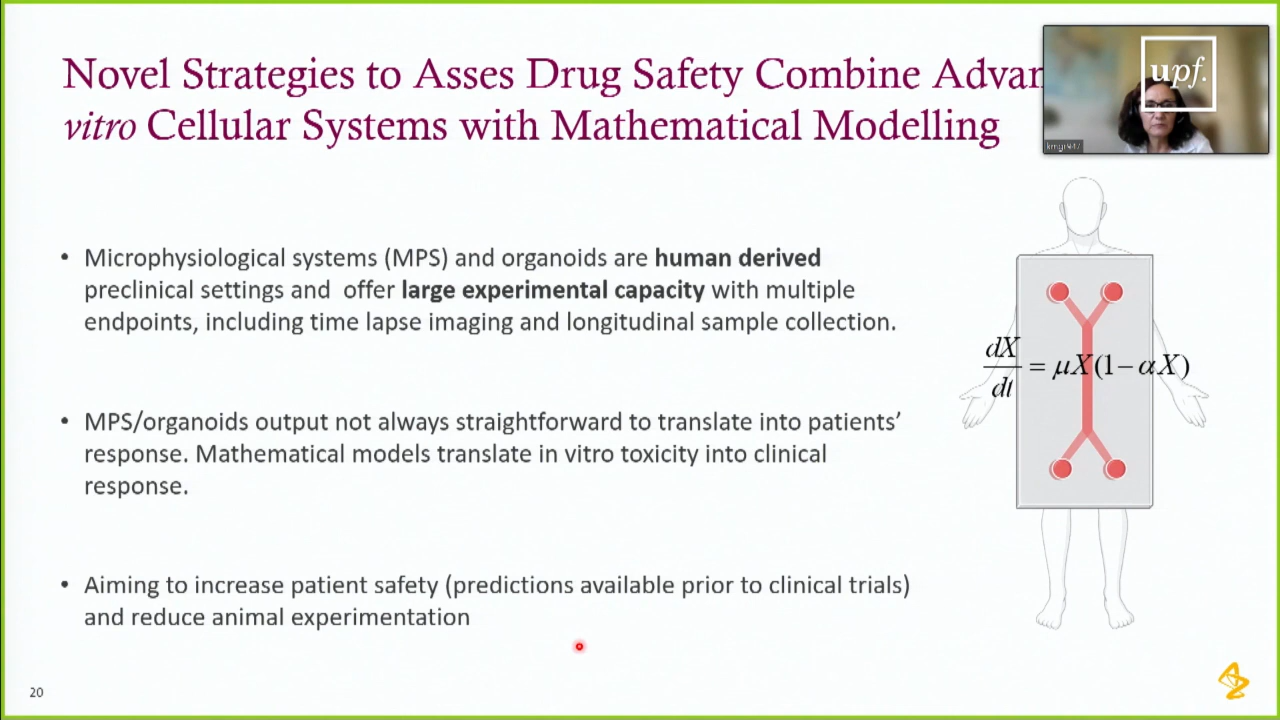 Novel Strategies to Asses Drug Safety Combine Advan
vitro Cellular Systems with Mathematical Modelling
upf.
kmjr947
• Microphysiological systems (MPS) and organoids are human derived
preclinical settings and offer large experimental capacity with multiple
endpoints, including time lapse imaging and longitudinal sample collection.
dX/dt = μX(1−αX)
• MPS/organoids output not always straightforward to translate into patients’
response. Mathematical models translate in vitro toxicity into clinical
response.
• Aiming to increase patient safety (predictions available prior to clinical trials)
and reduce animal experimentation
20